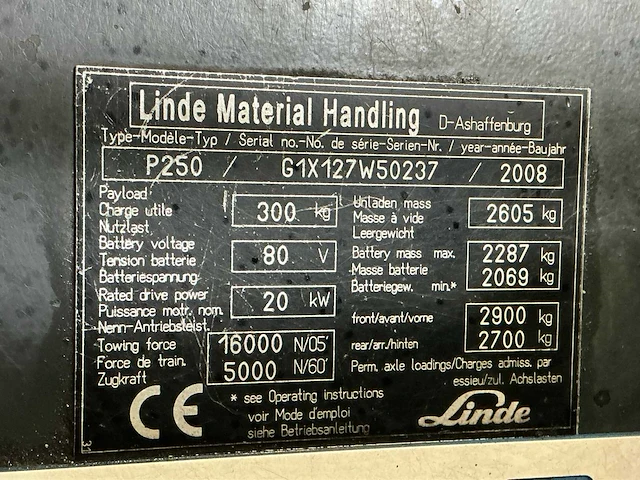 Linde Material Handling D-Ashaffenburg
Type-Modèle-Typ / Serial no.-No. de série-Serien-Nr. / year-année-Baujahr
P250 / G1X127W50237 / 2008
Payload
Charge utile
Nutzlast
300 kg
Battery voltage
Tension batterie
Batteriespannung
80 V
Rated drive power
Puissance motr. nom.
Nenn-Antriebsleist.
20 kW
Towing force
Force de train.
Zugkraft
16000 N/05'
5000 N/60'
Unladen mass
Masse à vide
Leergewicht
2605 kg
Battery mass max.
Masse batterie
Batteriegew. min.*
2287 kg
2069 kg
front/avant/vorne
2900 kg
rear/arr./hinten
2700 kg
Perm. axle loadings/Charges admiss. par
essieu/zul. Achslasten
CE
* see Operating instructions
voir Mode d'emploi
siehe Betriebsanleitung
Linde
31